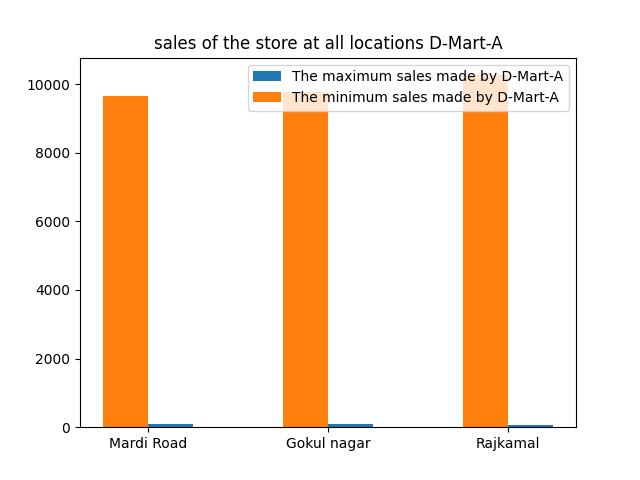 sales of the store at all locations D-Mart-A
The maximum sales made by D-Mart-A
The minimum sales made by D-Mart-A
10000
8000
6000
4000
2000
0
Mardi Road
Gokul nagar
Rajkamal